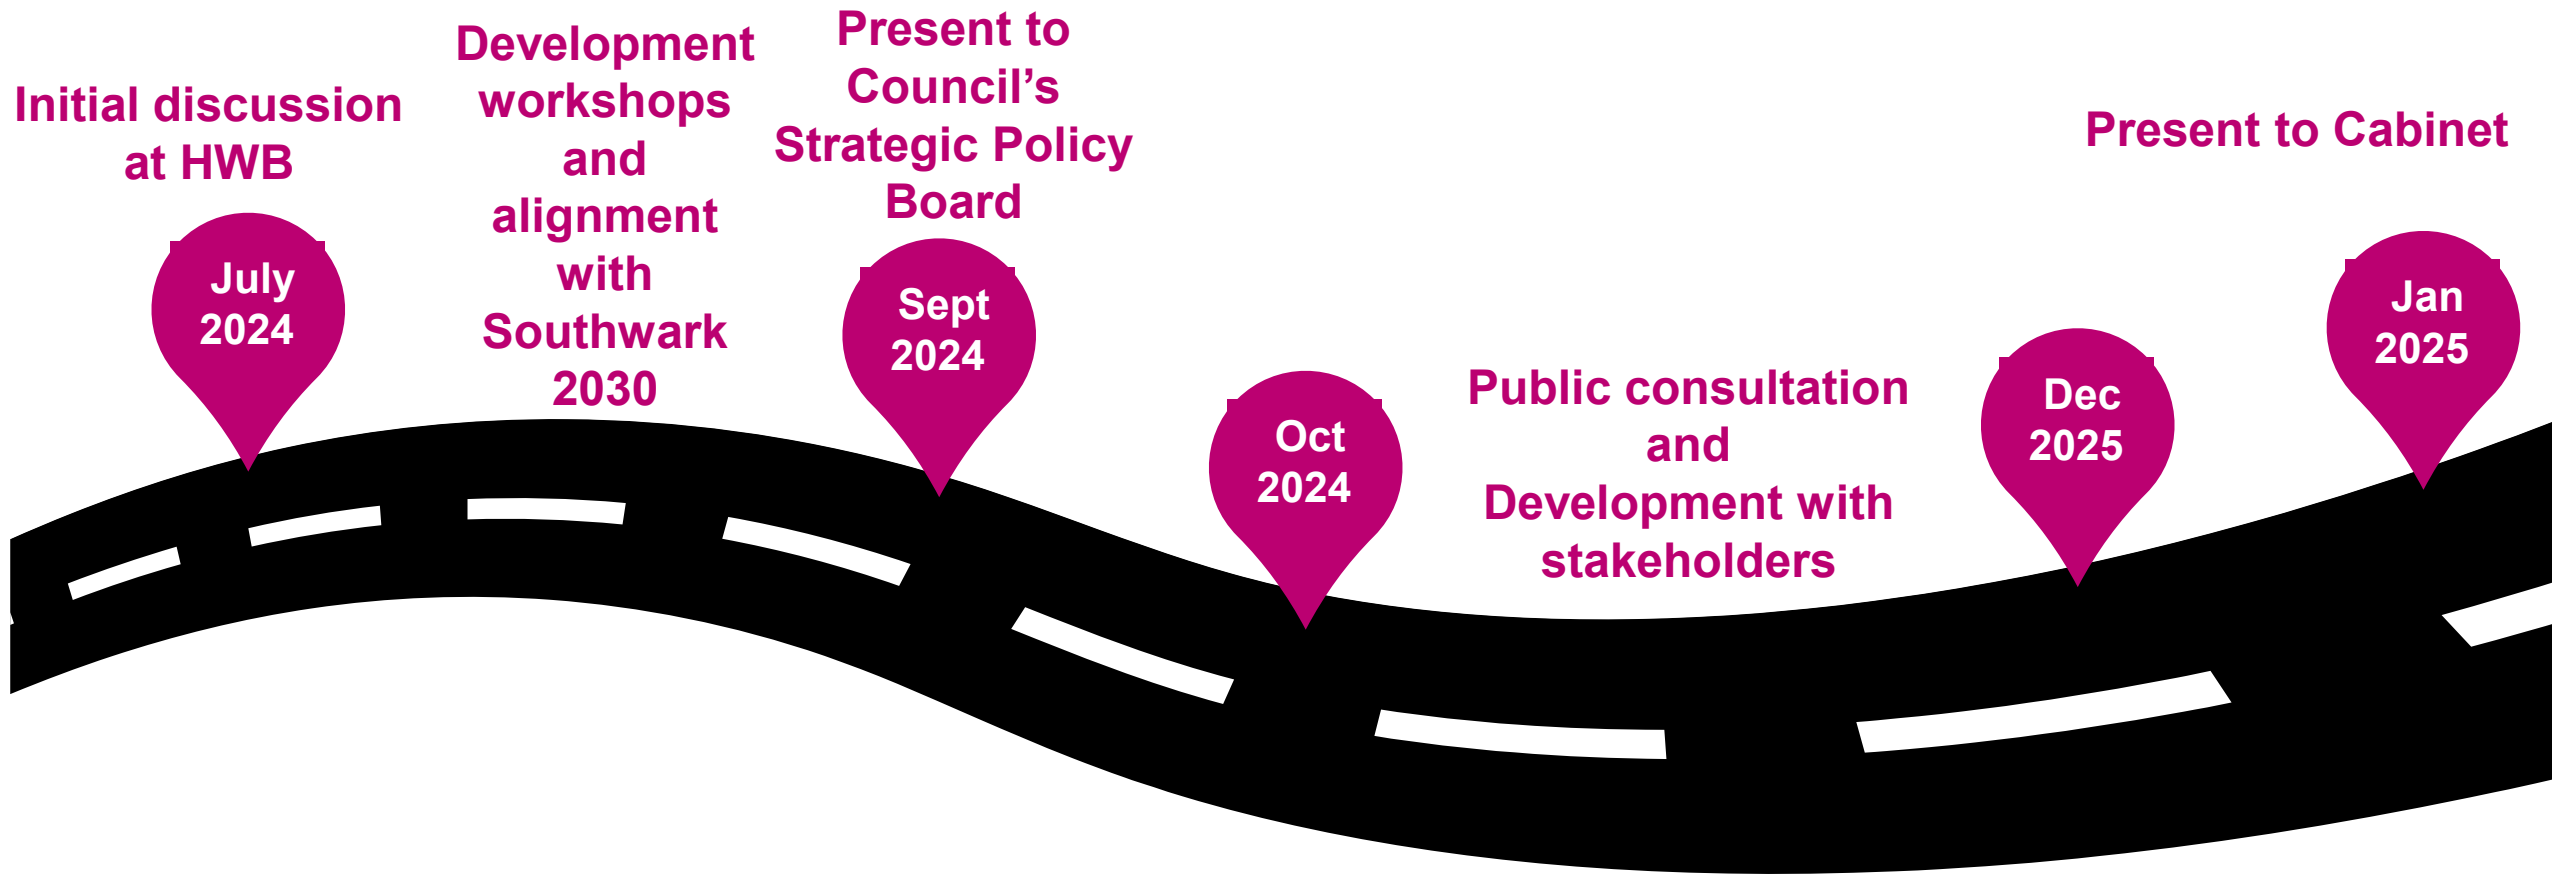 Initial discussion
at HWB
July
2024
Development
workshops
and
alignment
with
Southwark
2030
Present to
Council’s
Strategic Policy
Board
Sept
2024
Oct
2024
Public consultation
and
Development with
stakeholders
Dec
2025
Present to Cabinet
Jan
2025